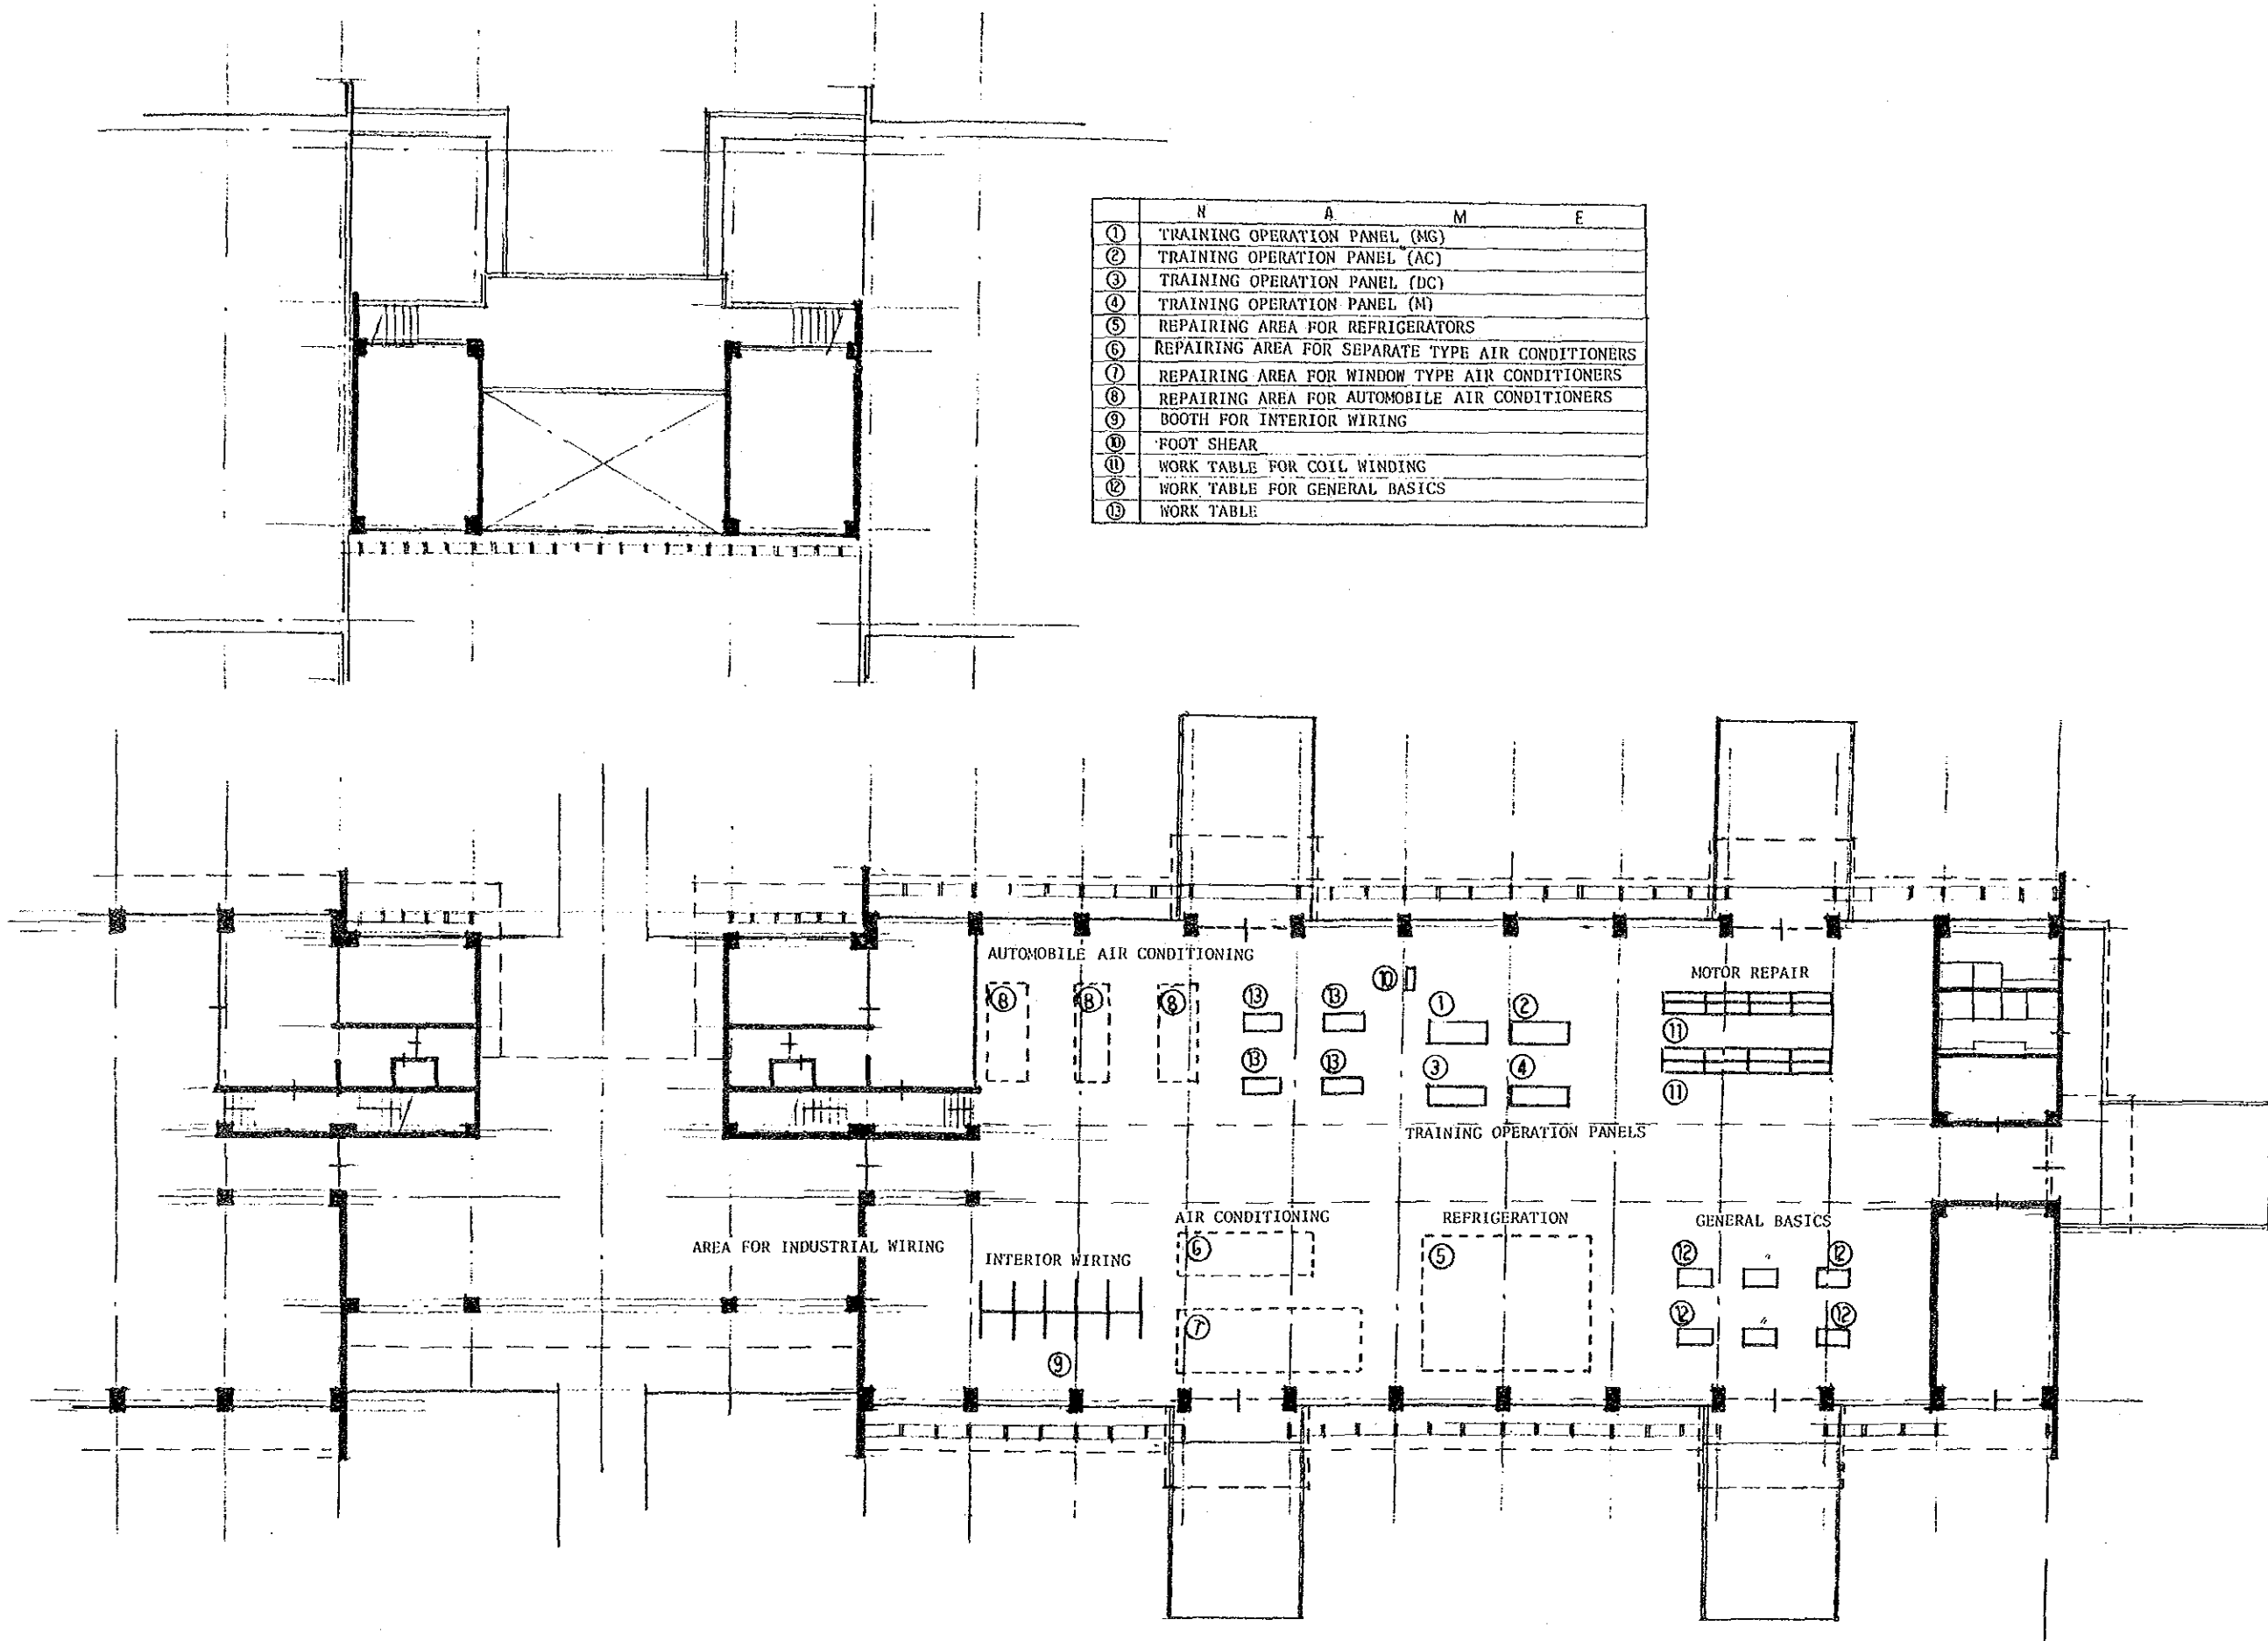 N A M E
① TRAINING OPERATION PANEL (MG)
② TRAINING OPERATION PANEL (AC)
③ TRAINING OPERATION PANEL (DC)
④ TRAINING OPERATION PANEL (M)
⑤ REPAIRING AREA FOR REFRIGERATORS
⑥ REPAIRING AREA FOR SEPARATE TYPE AIR CONDITIONERS
⑦ REPAIRING AREA FOR WINDOW TYPE AIR CONDITIONERS
⑧ REPAIRING AREA FOR AUTOMOBILE AIR CONDITIONERS
⑨ BOOTH FOR INTERIOR WIRING
⑩ FOOT SHEAR
⑪ WORK TABLE FOR COIL WINDING
⑫ WORK TABLE FOR GENERAL BASICS
⑬ WORK TABLE
AUTOMOBILE AIR CONDITIONING
MOTOR REPAIR
⑩
⑧ ⑧ ⑧ ⑬ ⑬ ① ②
⑪
⑬ ⑬ ③ ④
⑪
TRAINING OPERATION PANELS
AIR CONDITIONING
REFRIGERATION
GENERAL BASICS
AREA FOR INDUSTRIAL WIRING
INTERIOR WIRING
⑥ ⑤ ⑫ 〃 ⑫
⑦ ⑫ 〃 ⑫
⑨